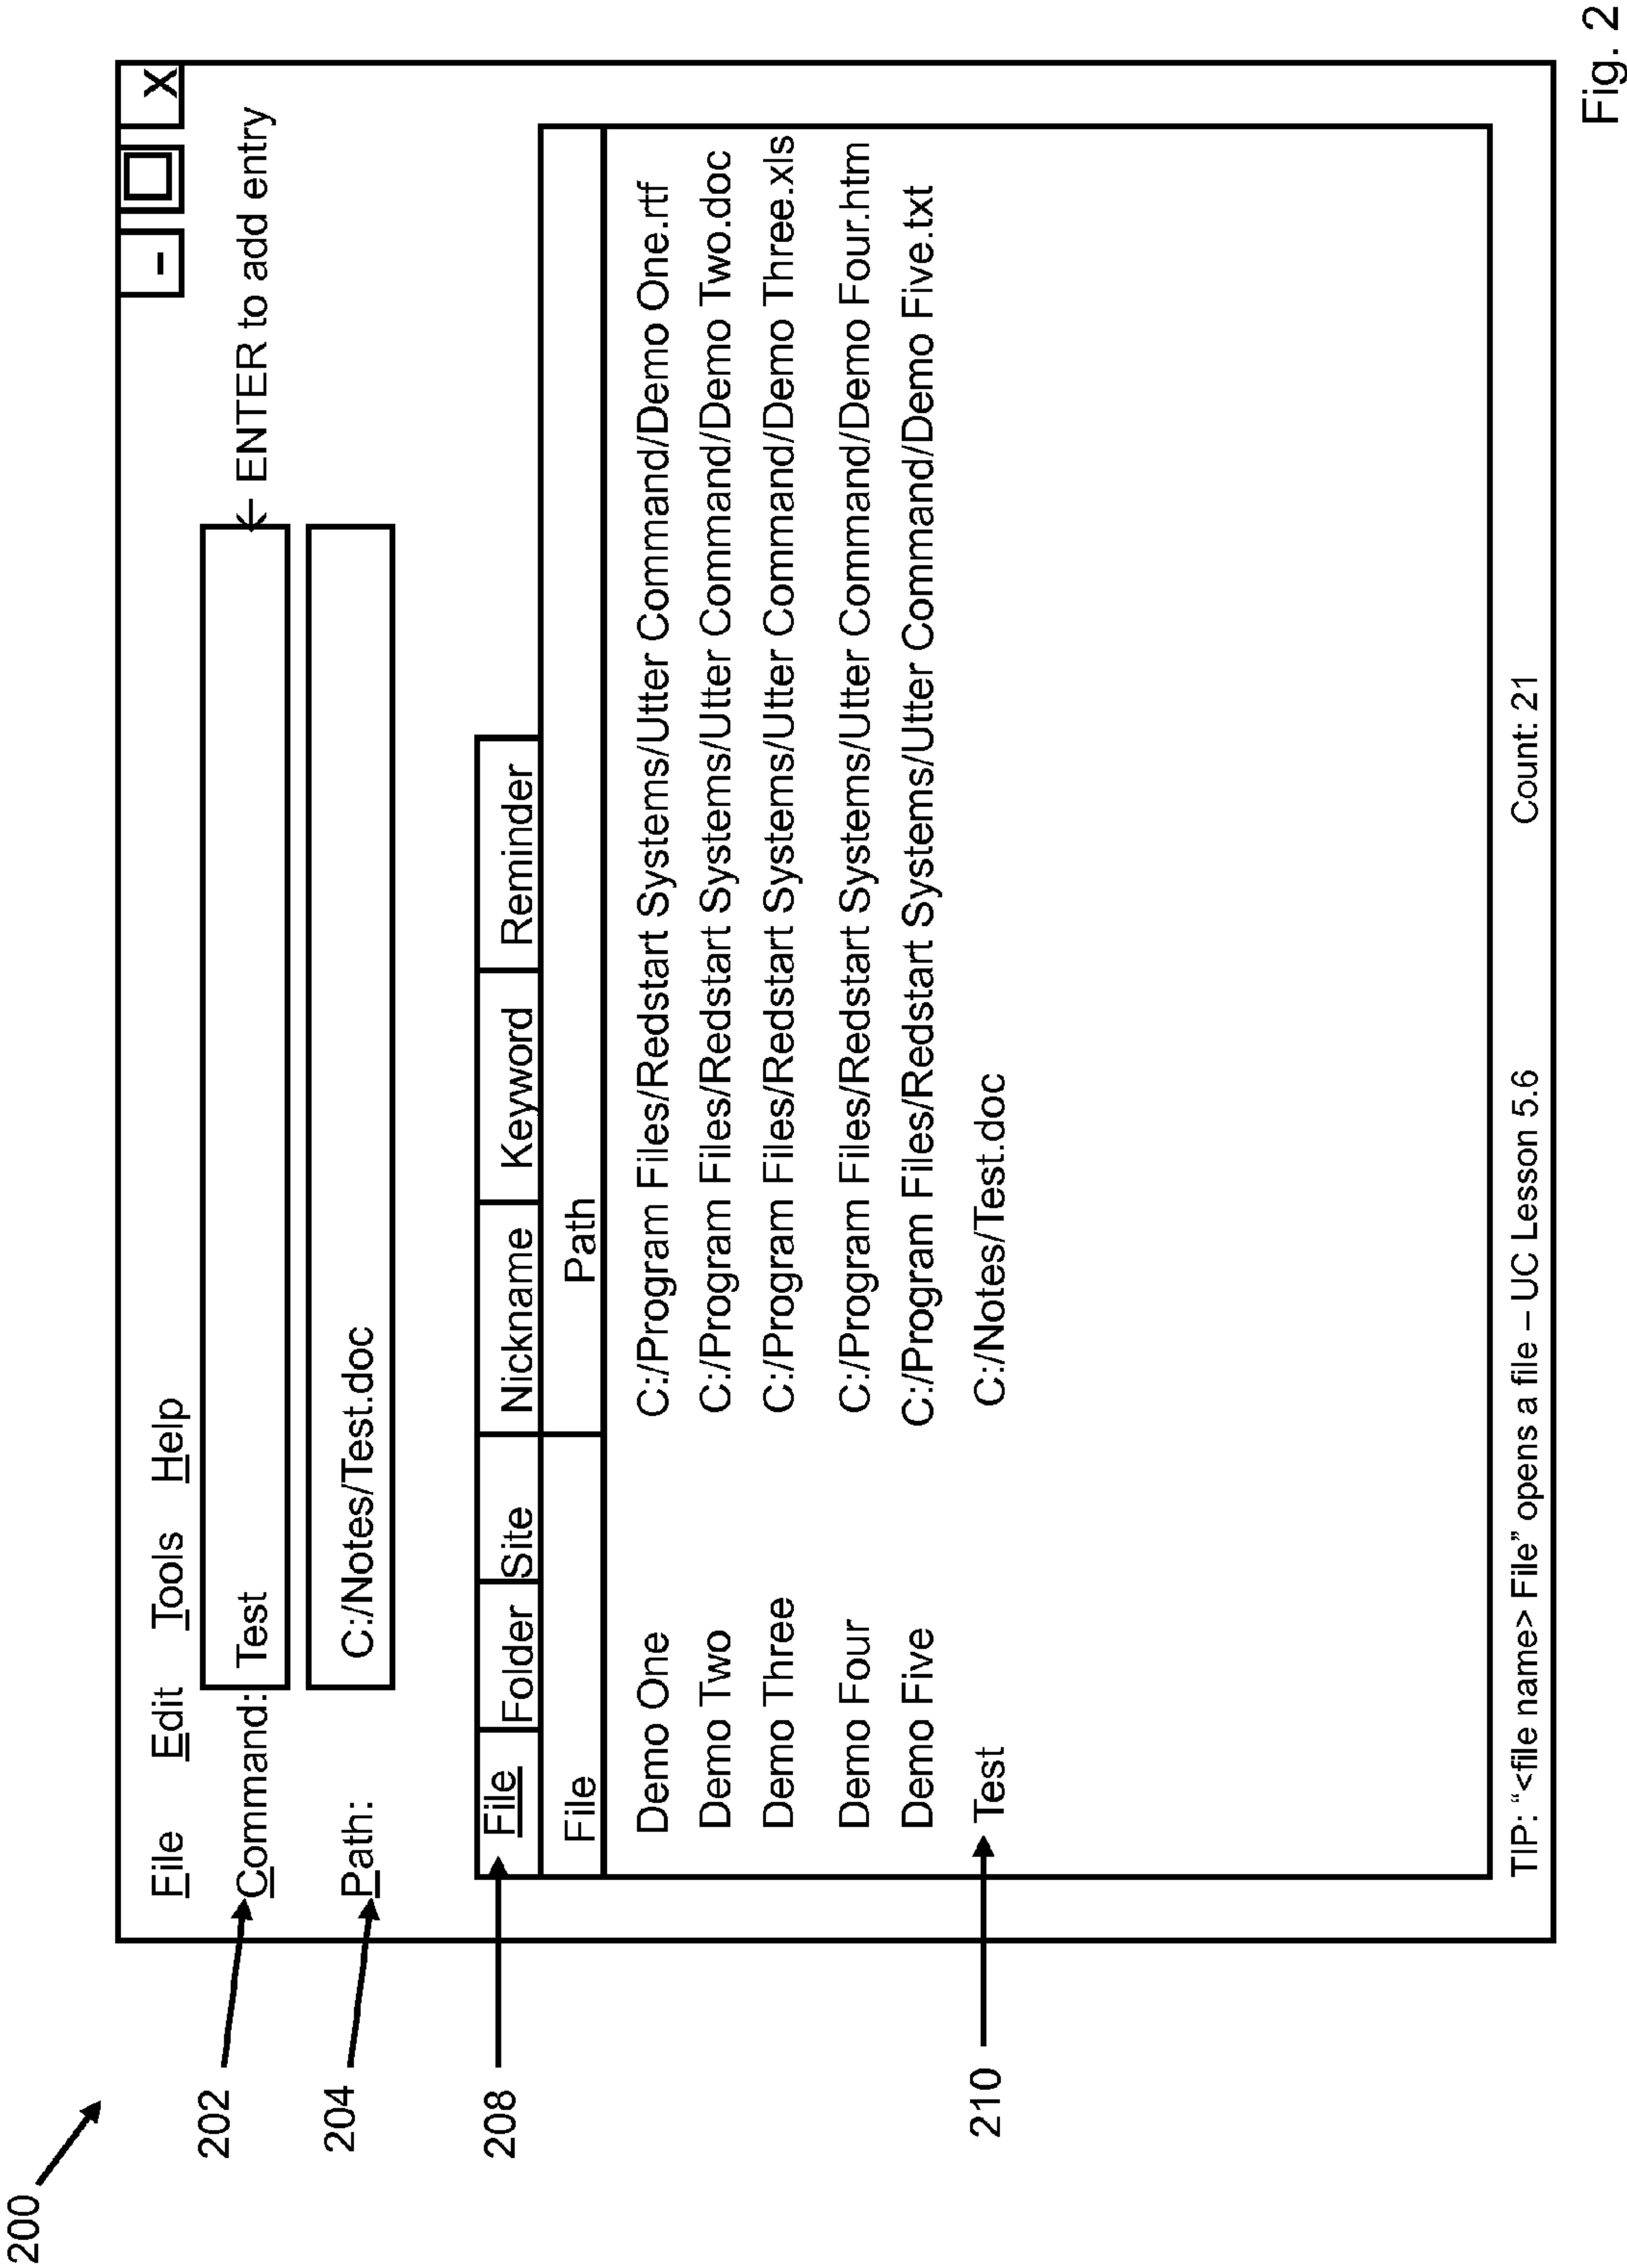 200
- □ X
File Edit Tools Help
202 Command: Test ← ENTER to add entry
204 Path: C:/Notes/Test.doc
208 File Folder Site Nickname Keyword Reminder
File Path
Demo One C:/Program Files/Redstart Systems/Utter Command/Demo One.rtf
Demo Two C:/Program Files/Redstart Systems/Utter Command/Demo Two.doc
Demo Three C:/Program Files/Redstart Systems/Utter Command/Demo Three.xls
Demo Four C:/Program Files/Redstart Systems/Utter Command/Demo Four.htm
Demo Five C:/Program Files/Redstart Systems/Utter Command/Demo Five.txt
210 Test C:/Notes/Test.doc
TIP: “<file name> File” opens a file – UC Lesson 5.6 Count: 21
Fig. 2